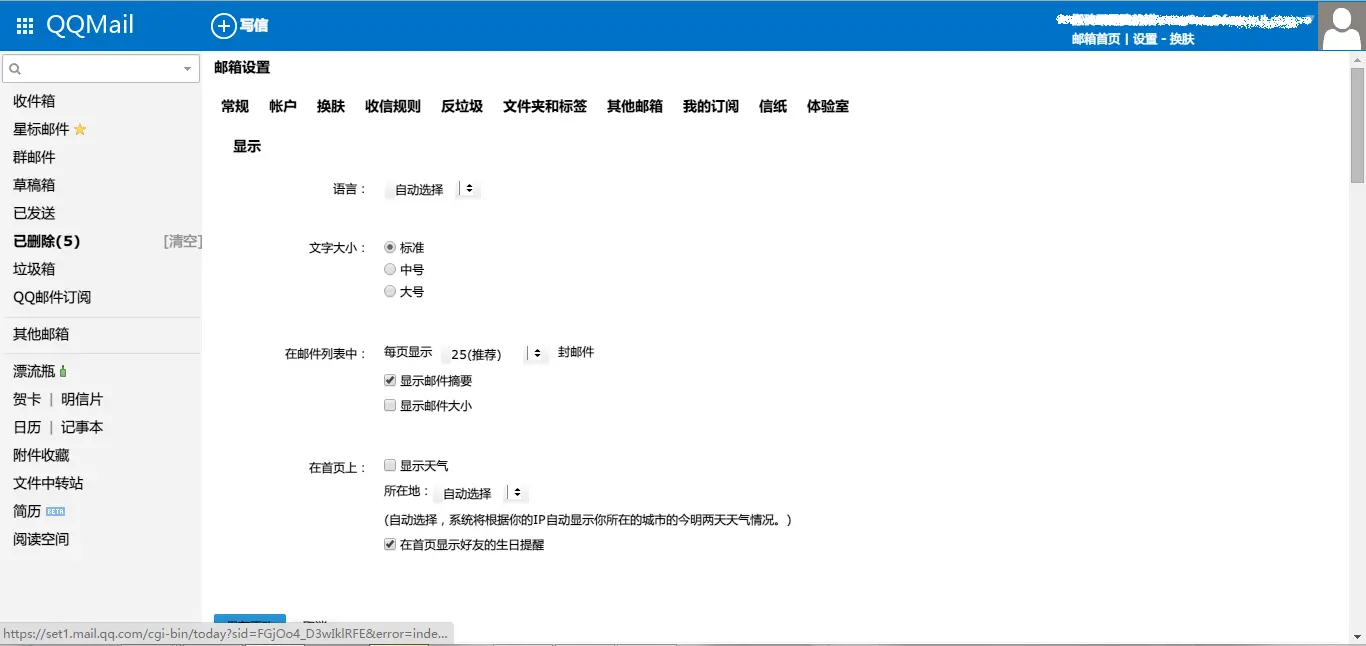 QQMail
写信
邮箱首页 | 设置 - 换肤
邮箱设置
收件箱
常规 帐户 换肤 收信规则 反垃圾 文件夹和标签 其他邮箱 我的订阅 信纸 体验室
星标邮件
显示
群邮件
草稿箱
语言： 自动选择
已发送
已删除(5) [清空]
文字大小： 标准
垃圾箱
中号
QQ邮件订阅
大号
其他邮箱
在邮件列表中： 每页显示 25(推荐) 封邮件
漂流瓶
显示邮件摘要
贺卡 | 明信片
显示邮件大小
日历 | 记事本
附件收藏
在首页上： 显示天气
文件中转站
所在地： 自动选择
简历 BETA
(自动选择，系统将根据你的IP自动显示你所在的城市的今明两天天气情况。)
阅读空间
在首页显示好友的生日提醒
https://set1.mail.qq.com/cgi-bin/today?sid=FGjOo4_D3wIklRFE&error=inde...